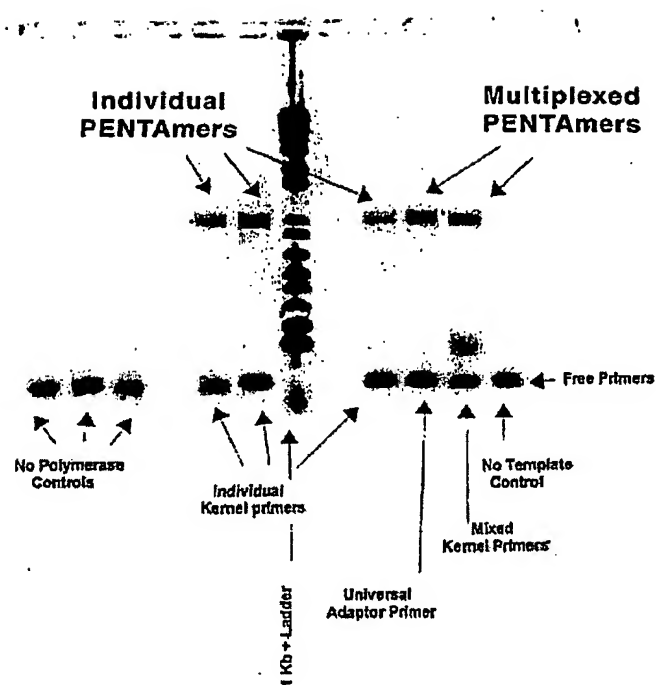 Individual
PENTAmers
Multiplexed
PENTAmers
Free Primers
No Polymerase
Controls
Individual
Kernel primers
No Template
Control
Mixed
Kernel Primers
Universal
Adaptor Primer
1 Kb + Ladder